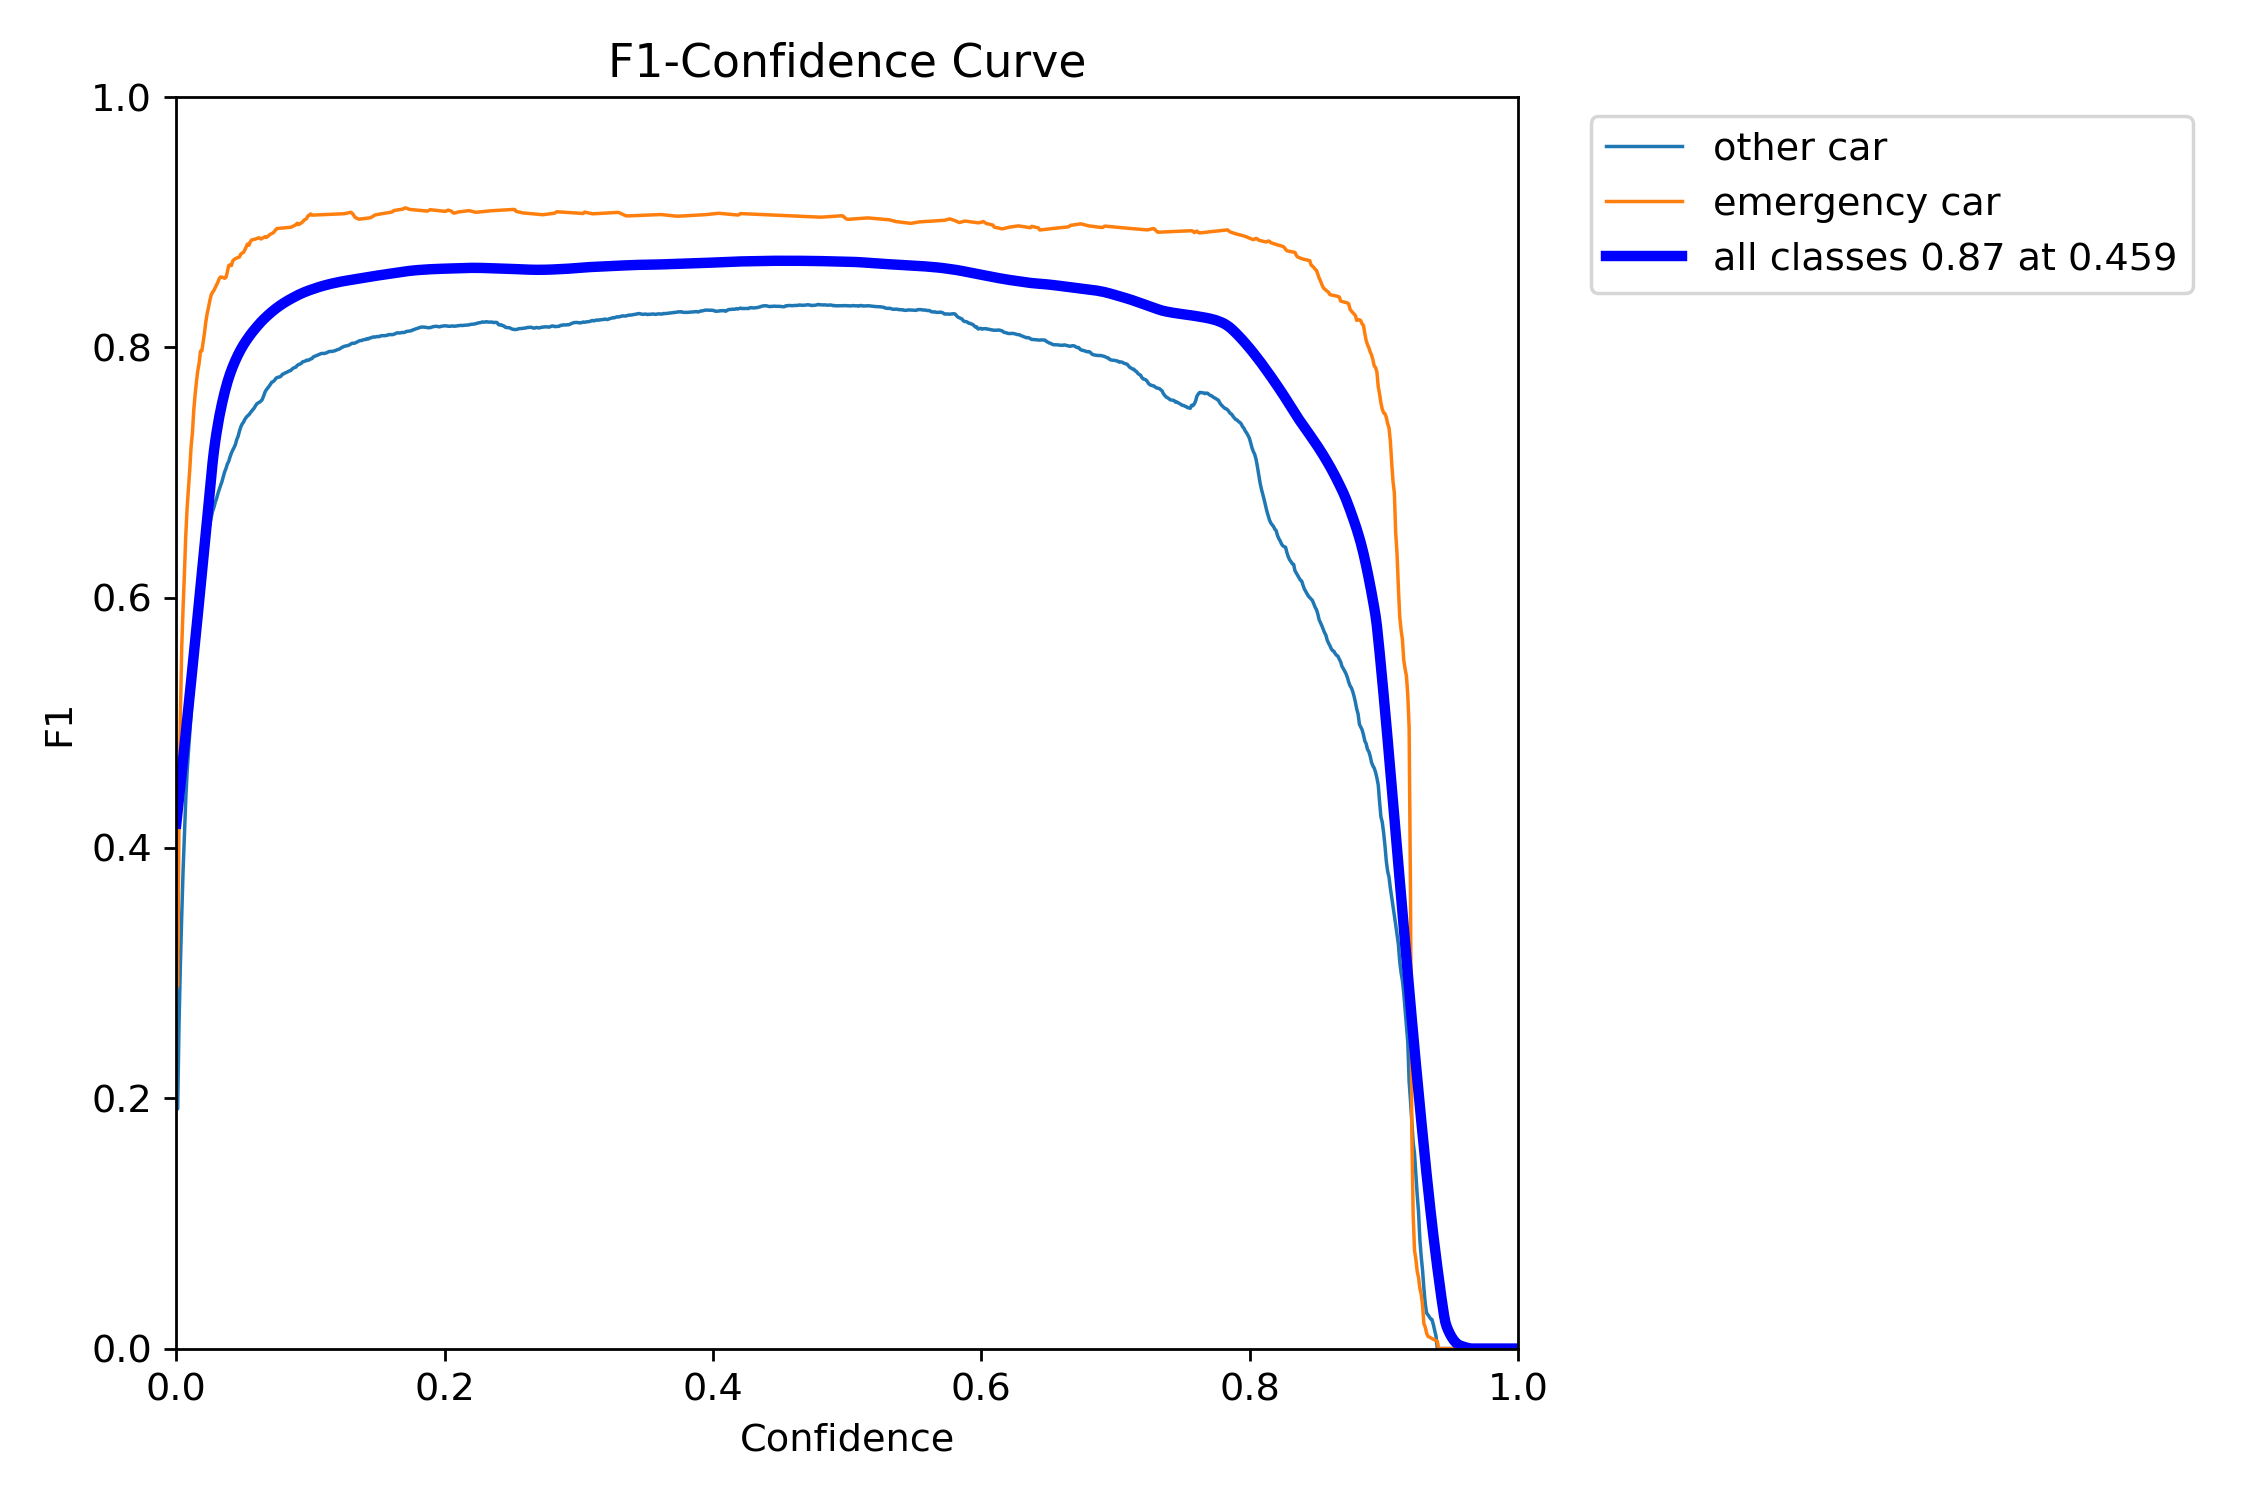 F1-Confidence Curve
1.0
0.8
0.6
0.4
0.2
0.0
F1
0.0 0.2 0.4 0.6 0.8 1.0
Confidence
other car
emergency car
all classes 0.87 at 0.459